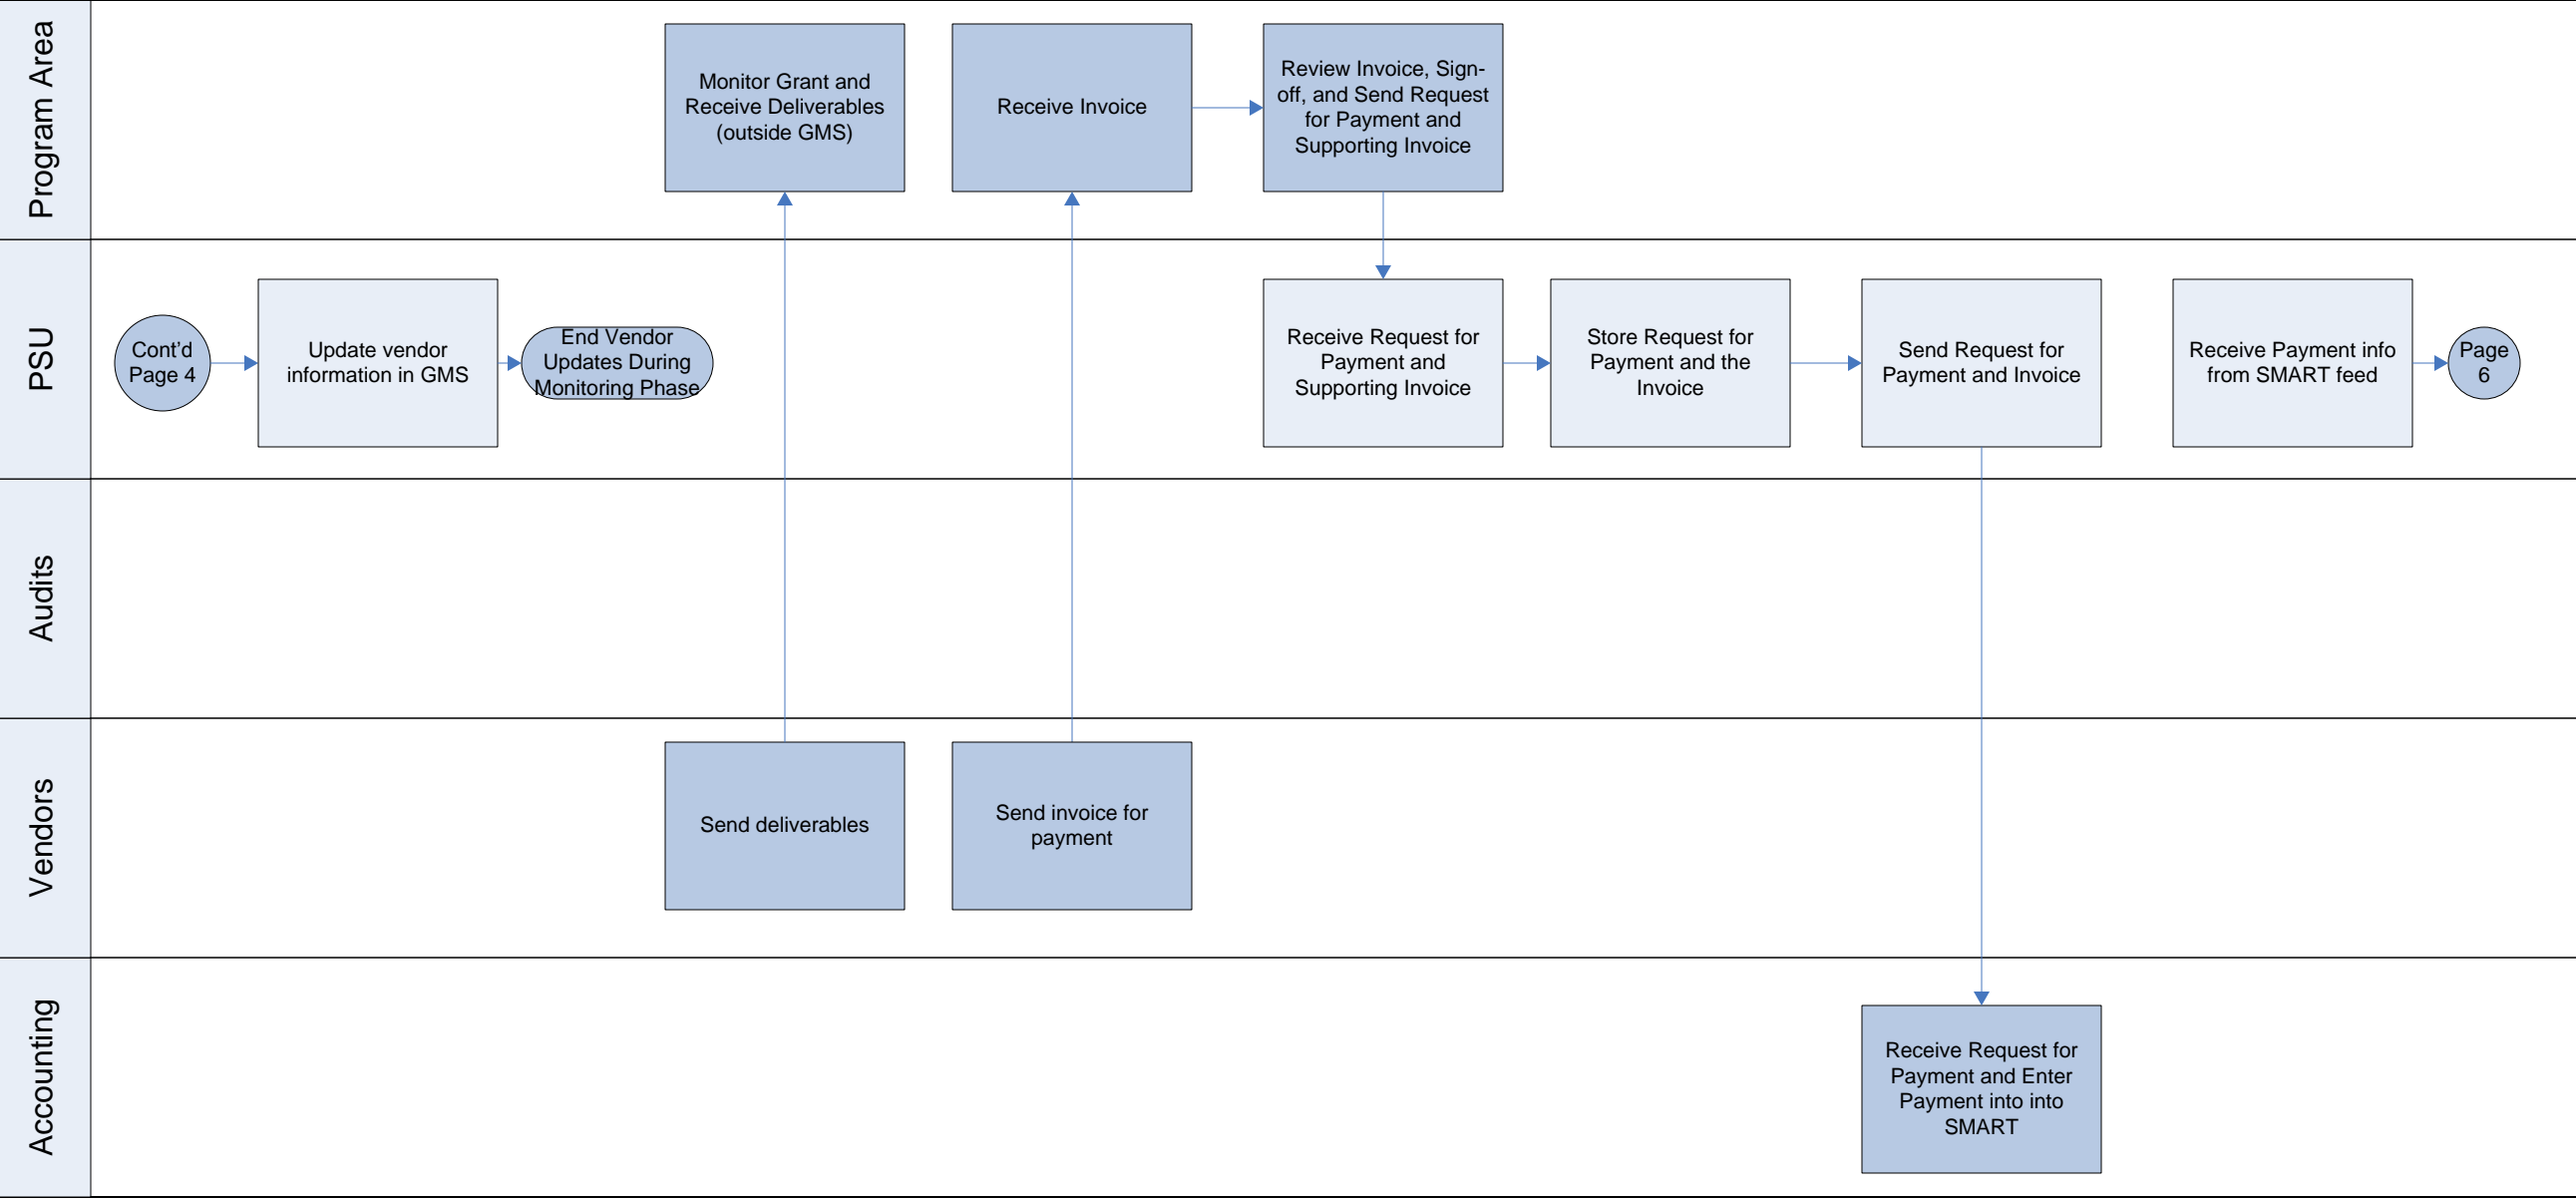 Program Area
Monitor Grant and
Receive Deliverables
(outside GMS)
Receive Invoice
Review Invoice, Sign-
off, and Send Request
for Payment and
Supporting Invoice
PSU
Cont’d
Page 4
Update vendor
information in GMS
End Vendor
Updates During
Monitoring Phase
Receive Request for
Payment and
Supporting Invoice
Store Request for
Payment and the
Invoice
Send Request for
Payment and Invoice
Receive Payment info
from SMART feed
Page
6
Audits
Vendors
Send deliverables
Send invoice for
payment
Accounting
Receive Request for
Payment and Enter
Payment into into
SMART